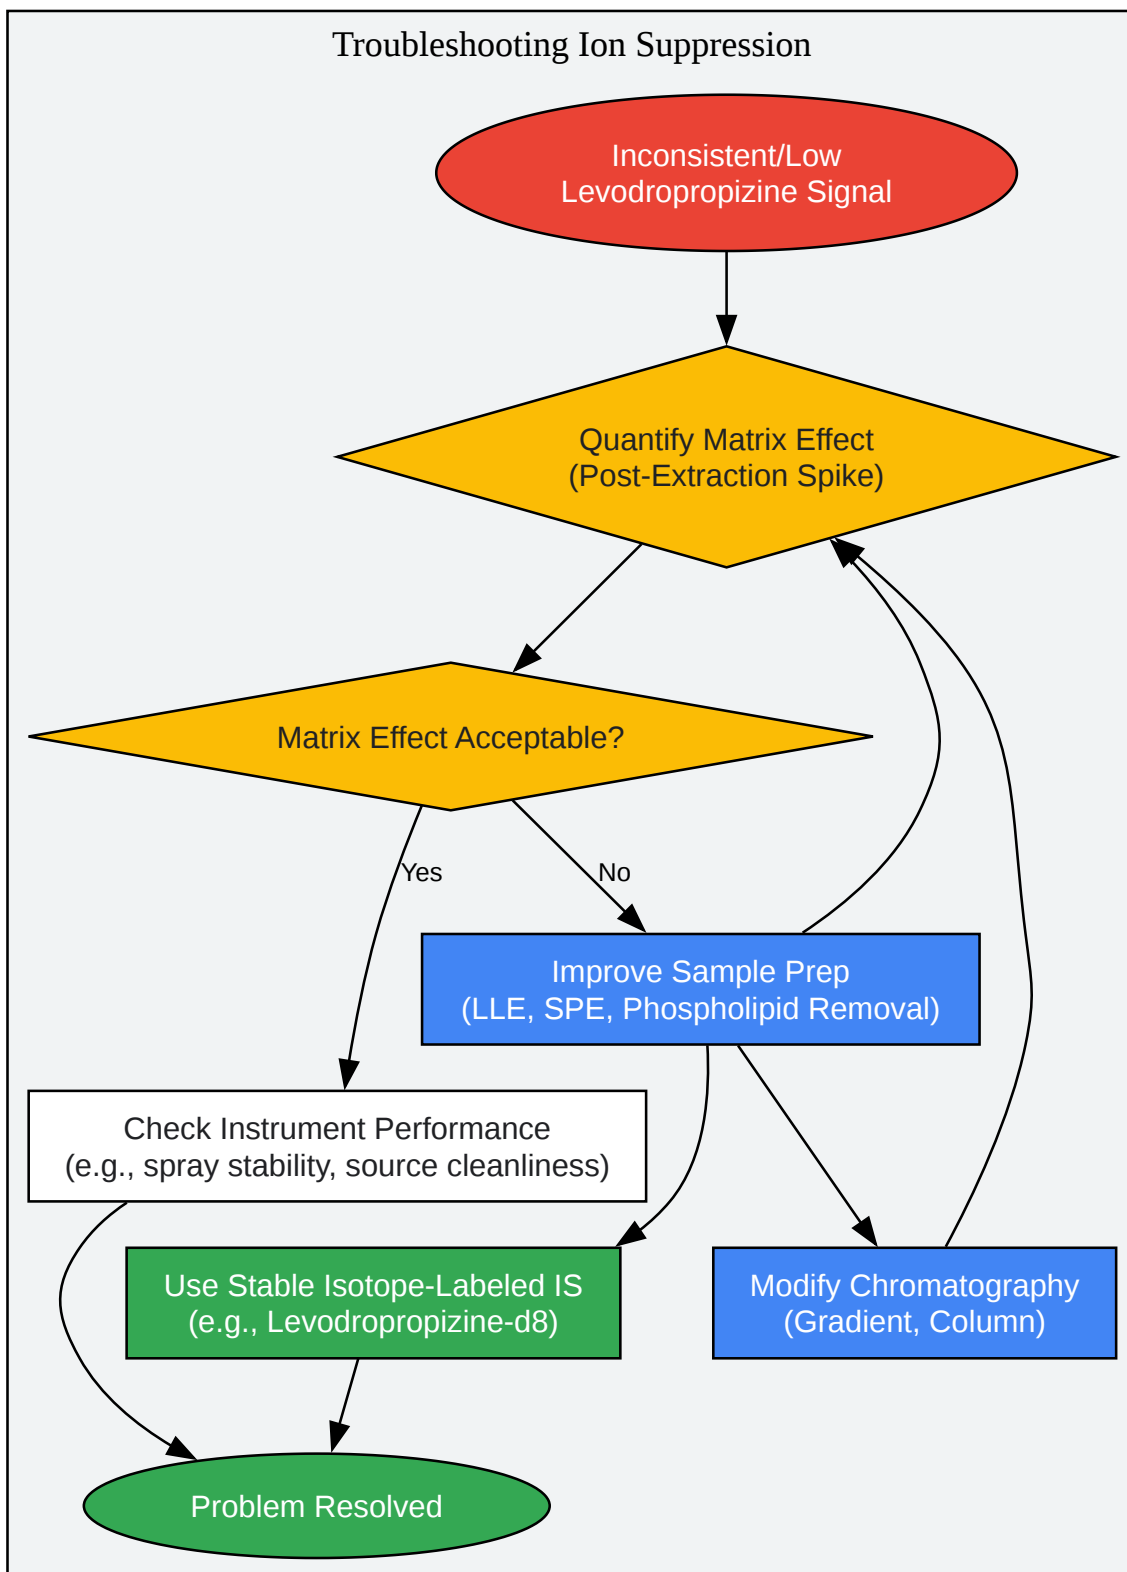 Troubleshooting Ion Suppression
Inconsistent/Low
Levodropropizine Signal
Quantify Matrix Effect
(Post-Extraction Spike)
Matrix Effect Acceptable?
Yes
No
Improve Sample Prep
(LLE, SPE, Phospholipid Removal)
Check Instrument Performance
(e.g., spray stability, source cleanliness)
Use Stable Isotope-Labeled IS
(e.g., Levodropropizine-d8)
Modify Chromatography
(Gradient, Column)
Problem Resolved